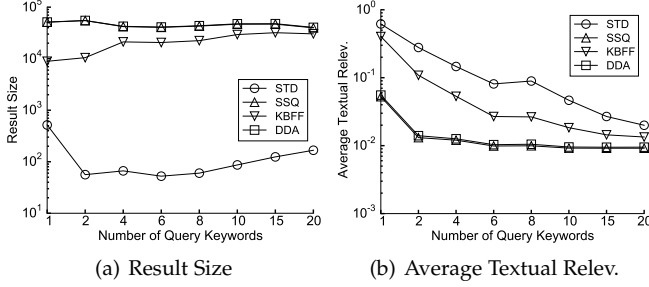 10^5
10^4
10^3
10^2
10^1
Result Size
STD
SSQ
KBFF
DDA
1 2 4 6 8 10 15 20
Number of Query Keywords
(a) Result Size
10^0
10^-1
10^-2
10^-3
Average Textual Relev.
STD
SSQ
KBFF
DDA
1 2 4 6 8 10 15 20
Number of Query Keywords
(b) Average Textual Relev.